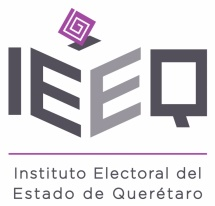 IEEQ
Instituto Electoral del
Estado de Querétaro